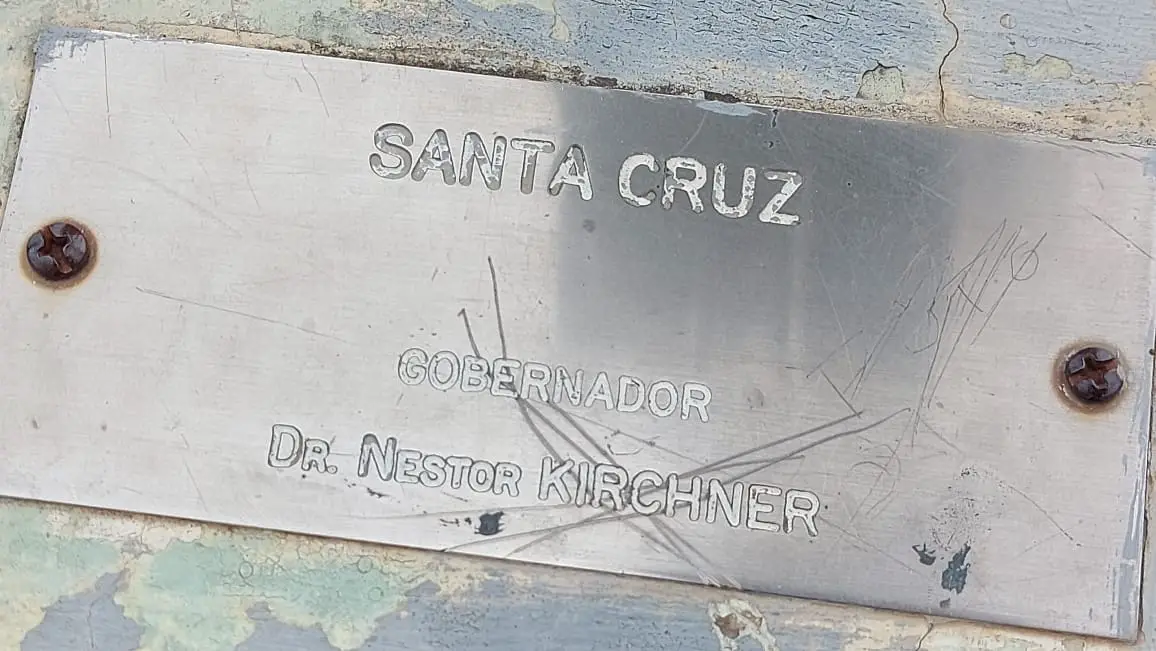 SANTA CRUZ
GOBERNADOR
DR. NESTOR KIRCHNER